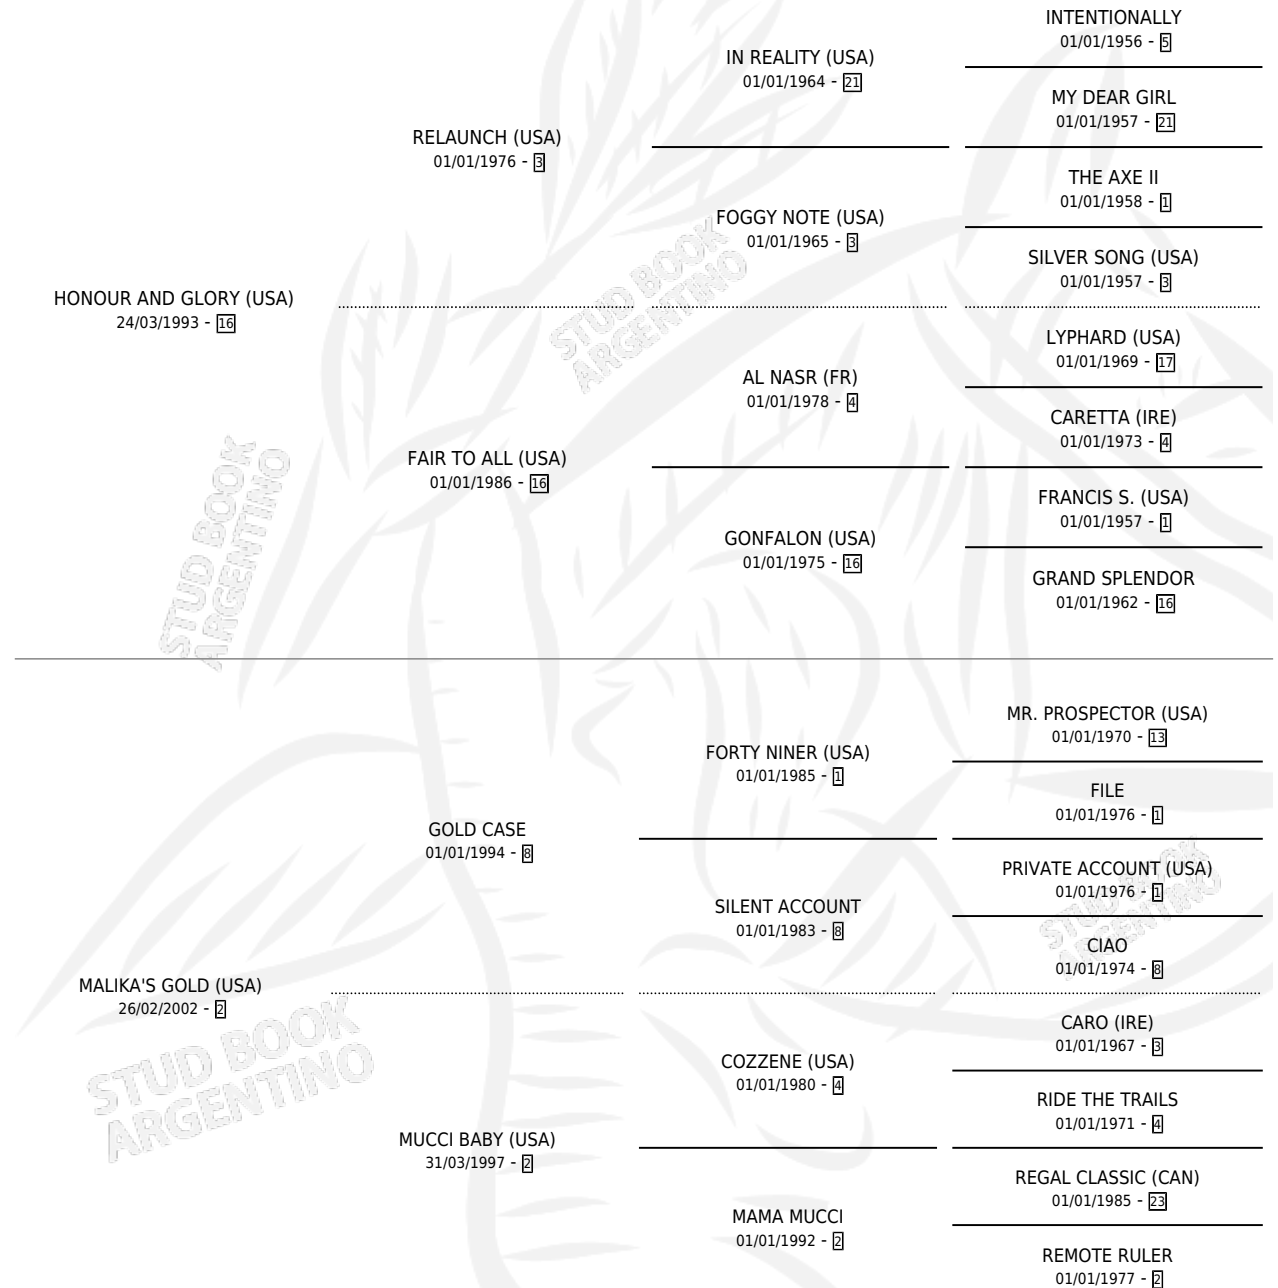 INTENTIONALLY
01/01/1956 - 5
IN REALITY (USA)
01/01/1964 - 21
MY DEAR GIRL
01/01/1957 - 21
RELAUNCH (USA)
01/01/1976 - 3
THE AXE II
01/01/1958 - 1
FOGGY NOTE (USA)
01/01/1965 - 3
SILVER SONG (USA)
01/01/1957 - 3
HONOUR AND GLORY (USA)
24/03/1993 - 16
LYPHARD (USA)
01/01/1969 - 17
AL NASR (FR)
01/01/1978 - 4
CARETTA (IRE)
01/01/1973 - 4
FAIR TO ALL (USA)
01/01/1986 - 16
FRANCIS S. (USA)
01/01/1957 - 1
GONFALON (USA)
01/01/1975 - 16
GRAND SPLENDOR
01/01/1962 - 16
MR. PROSPECTOR (USA)
01/01/1970 - 13
FORTY NINER (USA)
01/01/1985 - 1
FILE
01/01/1976 - 1
GOLD CASE
01/01/1994 - 8
PRIVATE ACCOUNT (USA)
01/01/1976 - 1
SILENT ACCOUNT
01/01/1983 - 8
CIAO
01/01/1974 - 8
MALIKA'S GOLD (USA)
26/02/2002 - 2
CARO (IRE)
01/01/1967 - 3
COZZENE (USA)
01/01/1980 - 4
RIDE THE TRAILS
01/01/1971 - 4
MUCCI BABY (USA)
31/03/1997 - 2
REGAL CLASSIC (CAN)
01/01/1985 - 23
MAMA MUCCI
01/01/1992 - 2
REMOTE RULER
01/01/1977 - 2
STUD BOOK
ARGENTINO
STUD BOOK
ARGENTINO
STUD BOOK
ARGENTINO
STUD BOOK
ARGENTINO